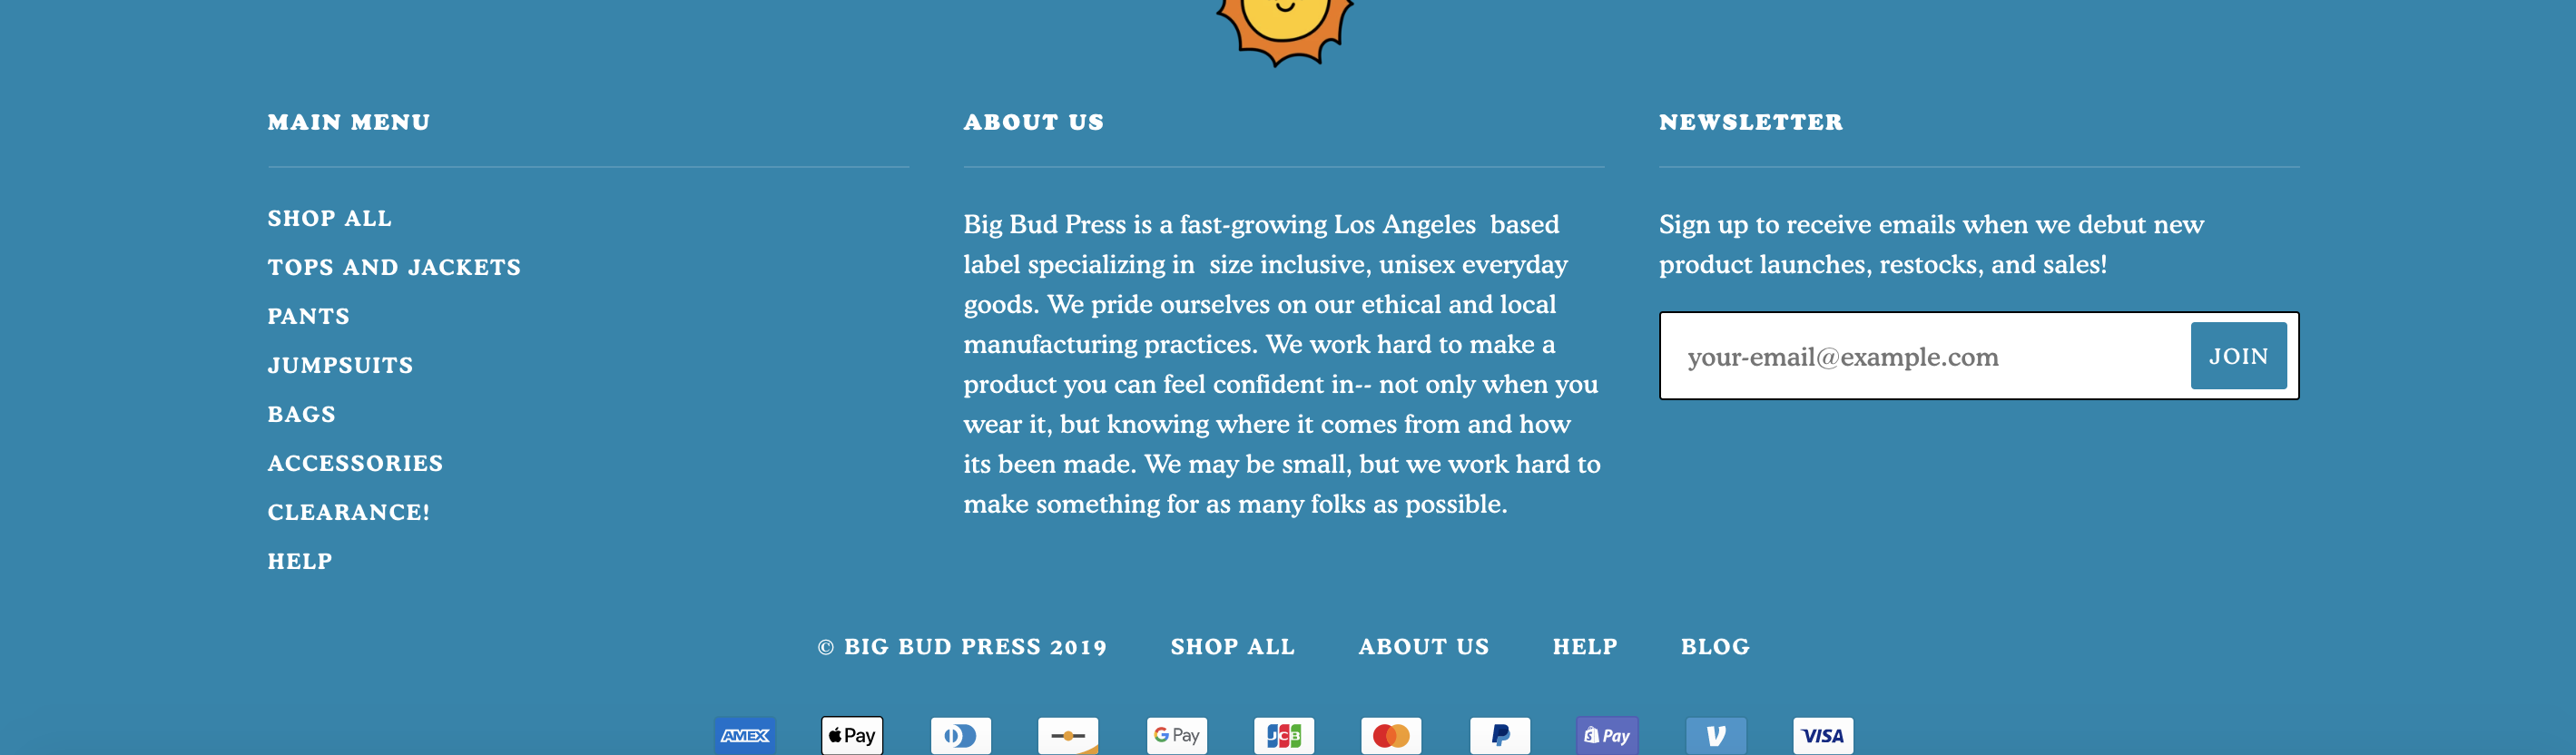 MAIN MENU
SHOP ALL
TOPS AND JACKETS
PANTS
JUMPSUITS
BAGS
ACCESSORIES
CLEARANCE!
HELP
ABOUT US
Big Bud Press is a fast-growing Los Angeles  based
label specializing in  size inclusive, unisex everyday
goods. We pride ourselves on our ethical and local
manufacturing practices. We work hard to make a
product you can feel confident in-- not only when you
wear it, but knowing where it comes from and how
its been made. We may be small, but we work hard to
make something for as many folks as possible.
NEWSLETTER
Sign up to receive emails when we debut new
product launches, restocks, and sales!
your-email@example.com JOIN
© BIG BUD PRESS 2019 SHOP ALL ABOUT US HELP BLOG
AMEX Pay G Pay JCB Pay VISA